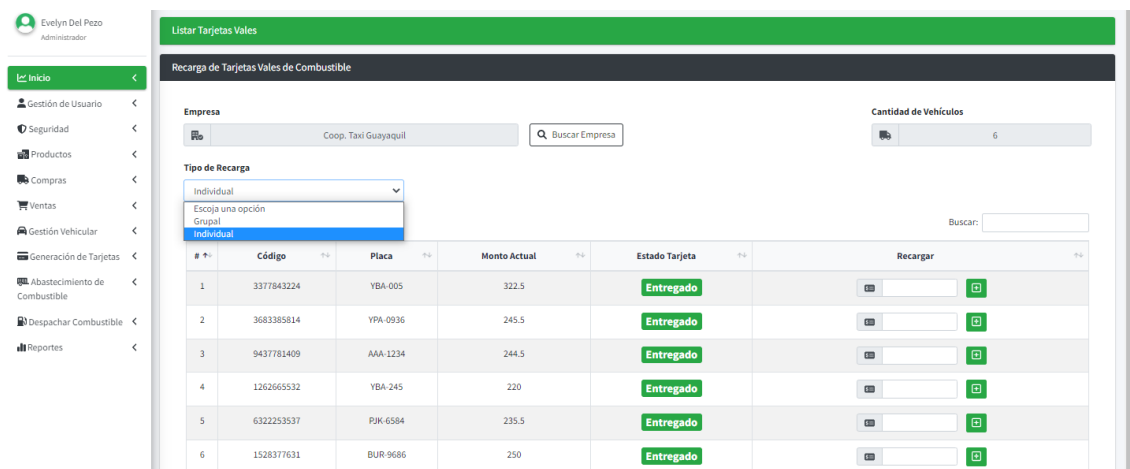 Evelyn Del Pezo
Administrador
Inicio
Gestión de Usuario
Seguridad
Productos
Compras
Ventas
Gestión Vehicular
Generación de Tarjetas
Abastecimiento de
Combustible
Despachar Combustible
Reportes
Listar Tarjetas Vales
Recarga de Tarjetas Vales de Combustible
Empresa
Cantidad de Vehículos
Coop. Taxi Guayaquil
Buscar Empresa
6
Tipo de Recarga
Individual
Escoja una opción
Grupal
Individual
Buscar:
# Código Placa Monto Actual Estado Tarjeta Recargar
1 3377843224 YBA-005 322.5 Entregado
2 3683385814 YPA-0936 245.5 Entregado
3 9437781409 AAA-1234 244.5 Entregado
4 1262665532 YBA-245 220 Entregado
5 6322253537 PJK-6584 235.5 Entregado
6 1528377631 BUR-9686 250 Entregado